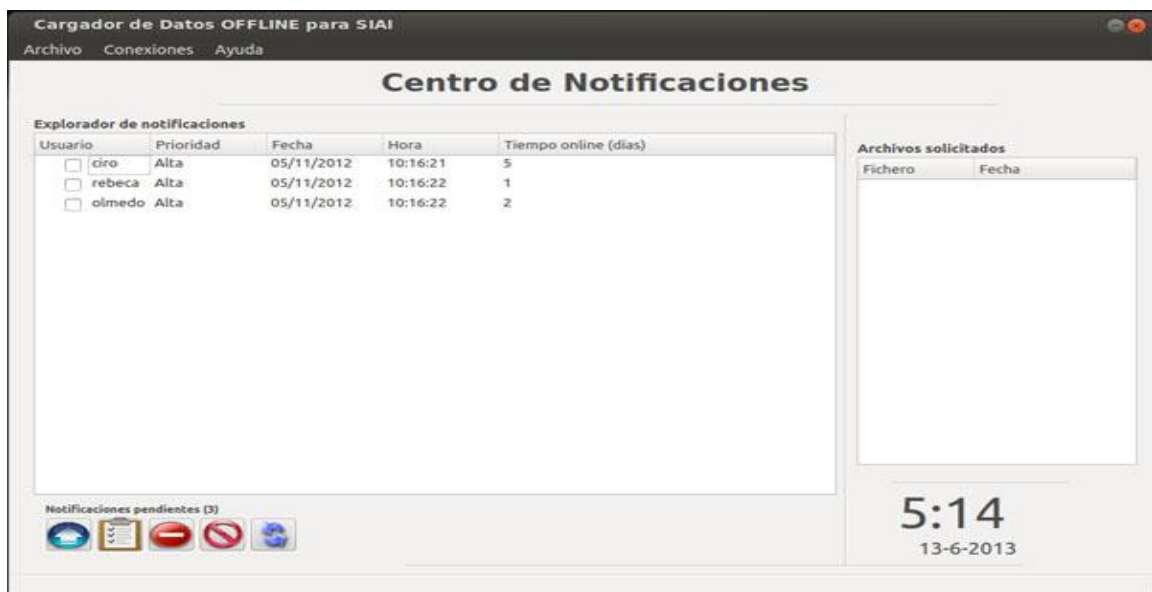 Cargador de Datos OFFLINE para SIAI
Archivo Conexiones Ayuda
Centro de Notificaciones
Explorador de notificaciones
Usuario Prioridad Fecha Hora Tiempo online (días)
ciro Alta 05/11/2012 10:16:21 5
rebeca Alta 05/11/2012 10:16:22 1
olmedo Alta 05/11/2012 10:16:22 2
Notificaciones pendientes (3)
Archivos solicitados
Fichero Fecha
5:14
13-6-2013